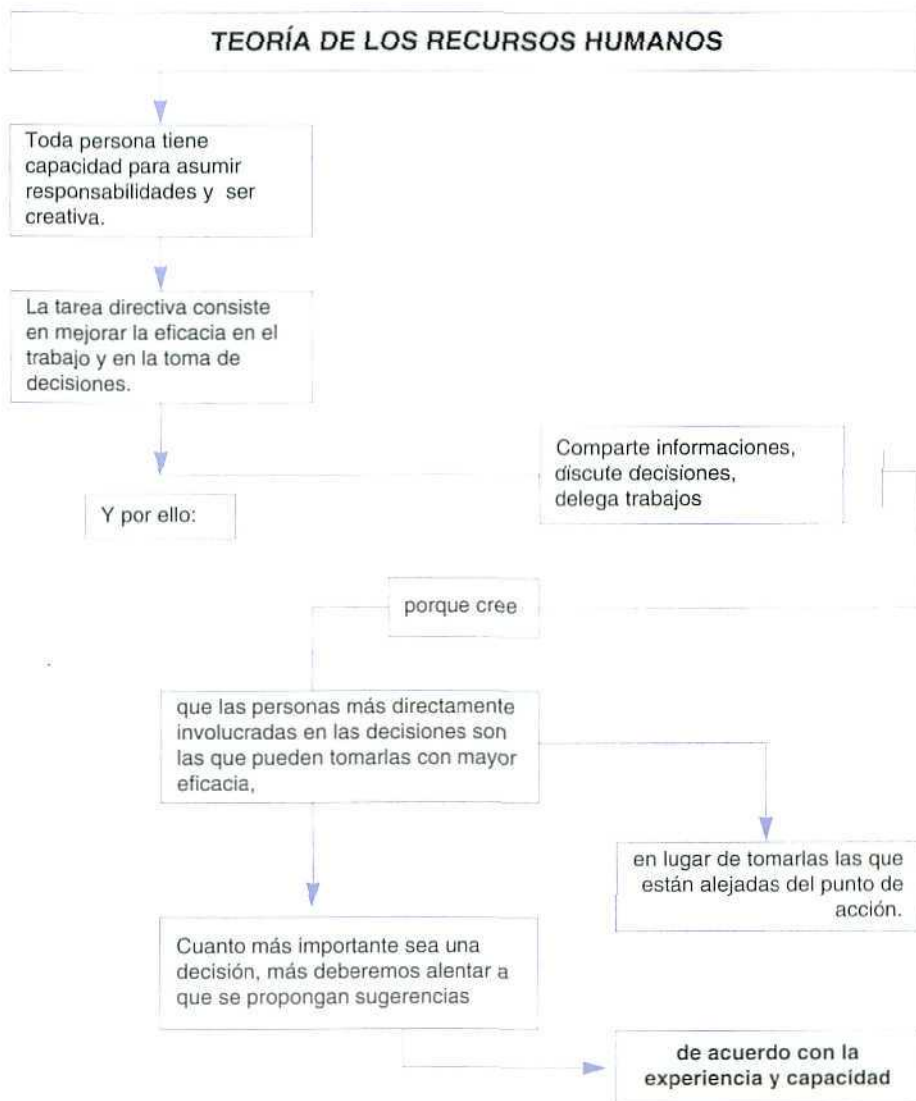 TEORÍA DE LOS RECURSOS HUMANOS
Toda persona tiene
capacidad para asumir
responsabilidades y ser
creativa.
La tarea directiva consiste
en mejorar la eficacia en el
trabajo y en la toma de
decisiones.
Y por ello:
Comparte informaciones,
discute decisiones,
delega trabajos
porque cree
que las personas más directamente
involucradas en las decisiones son
las que pueden tomarlas con mayor
eficacia,
en lugar de tomarlas las que
están alejadas del punto de
acción.
Cuanto más importante sea una
decisión, más deberemos alentar a
que se propongan sugerencias
de acuerdo con la
experiencia y capacidad